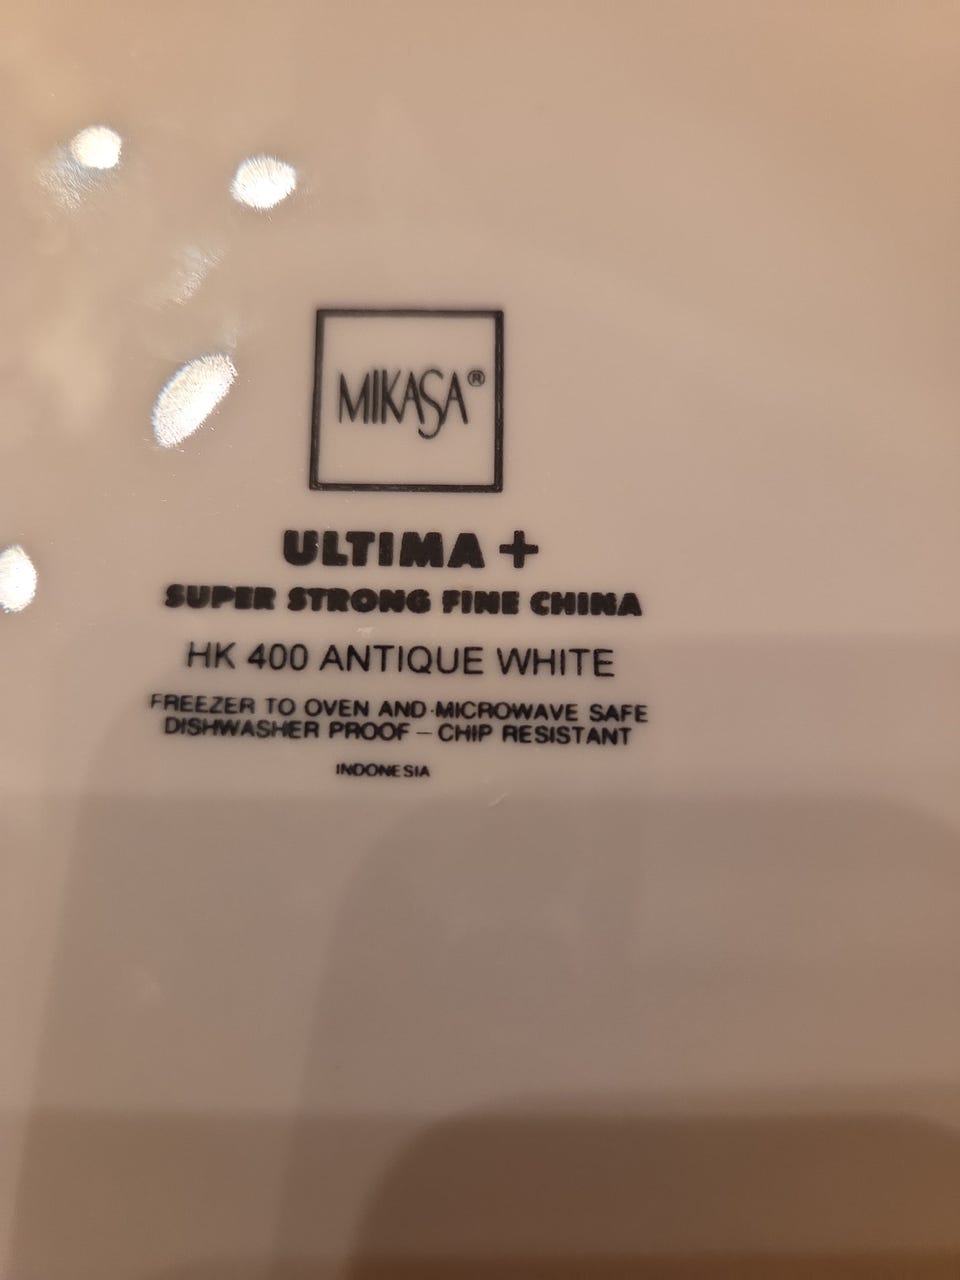 MIKASA®
ULTIMA +
SUPER STRONG FINE CHINA
HK 400 ANTIQUE WHITE
FREEZER TO OVEN AND MICROWAVE SAFE
DISHWASHER PROOF – CHIP RESISTANT
INDONESIA